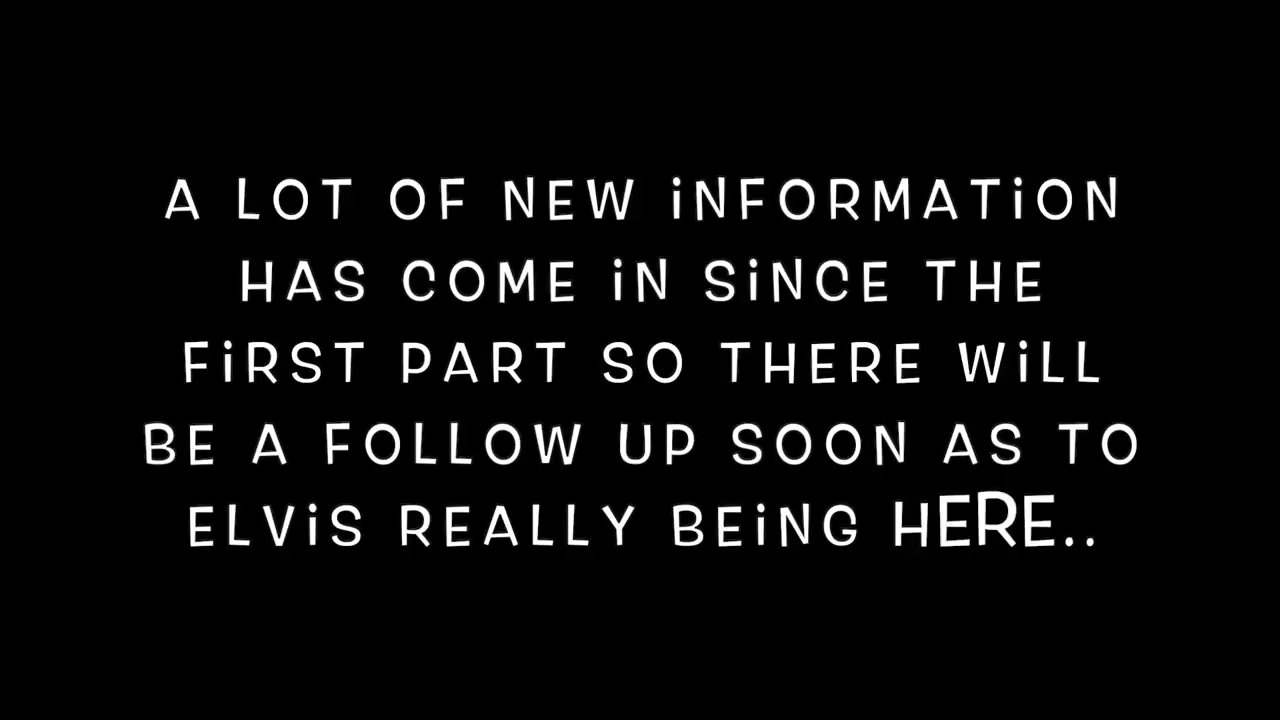 A LOT OF NEW iNFORMATiON
HAS COME iN SiNCE THE
FiRST PART SO THERE WiLL
BE A FOLLOW UP SOON AS TO
ELViS REALLY BEiNG HERE..